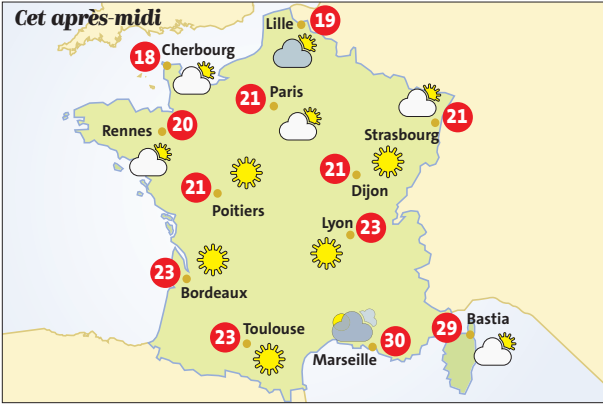 Cet après-midi
Lille 19
18 Cherbourg
21 Paris
Rennes 20
21
Strasbourg
21
Dijon
21
Poitiers
Lyon 23
23
Bordeaux
23 Toulouse
30
Marseille
29 Bastia